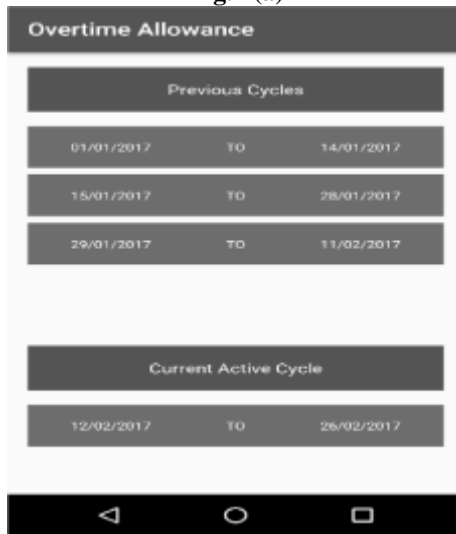 Overtime Allowance
Previous Cycles
01/01/2017 TO 14/01/2017
15/01/2017 TO 28/01/2017
29/01/2017 TO 11/02/2017
Current Active Cycle
12/02/2017 TO 26/02/2017